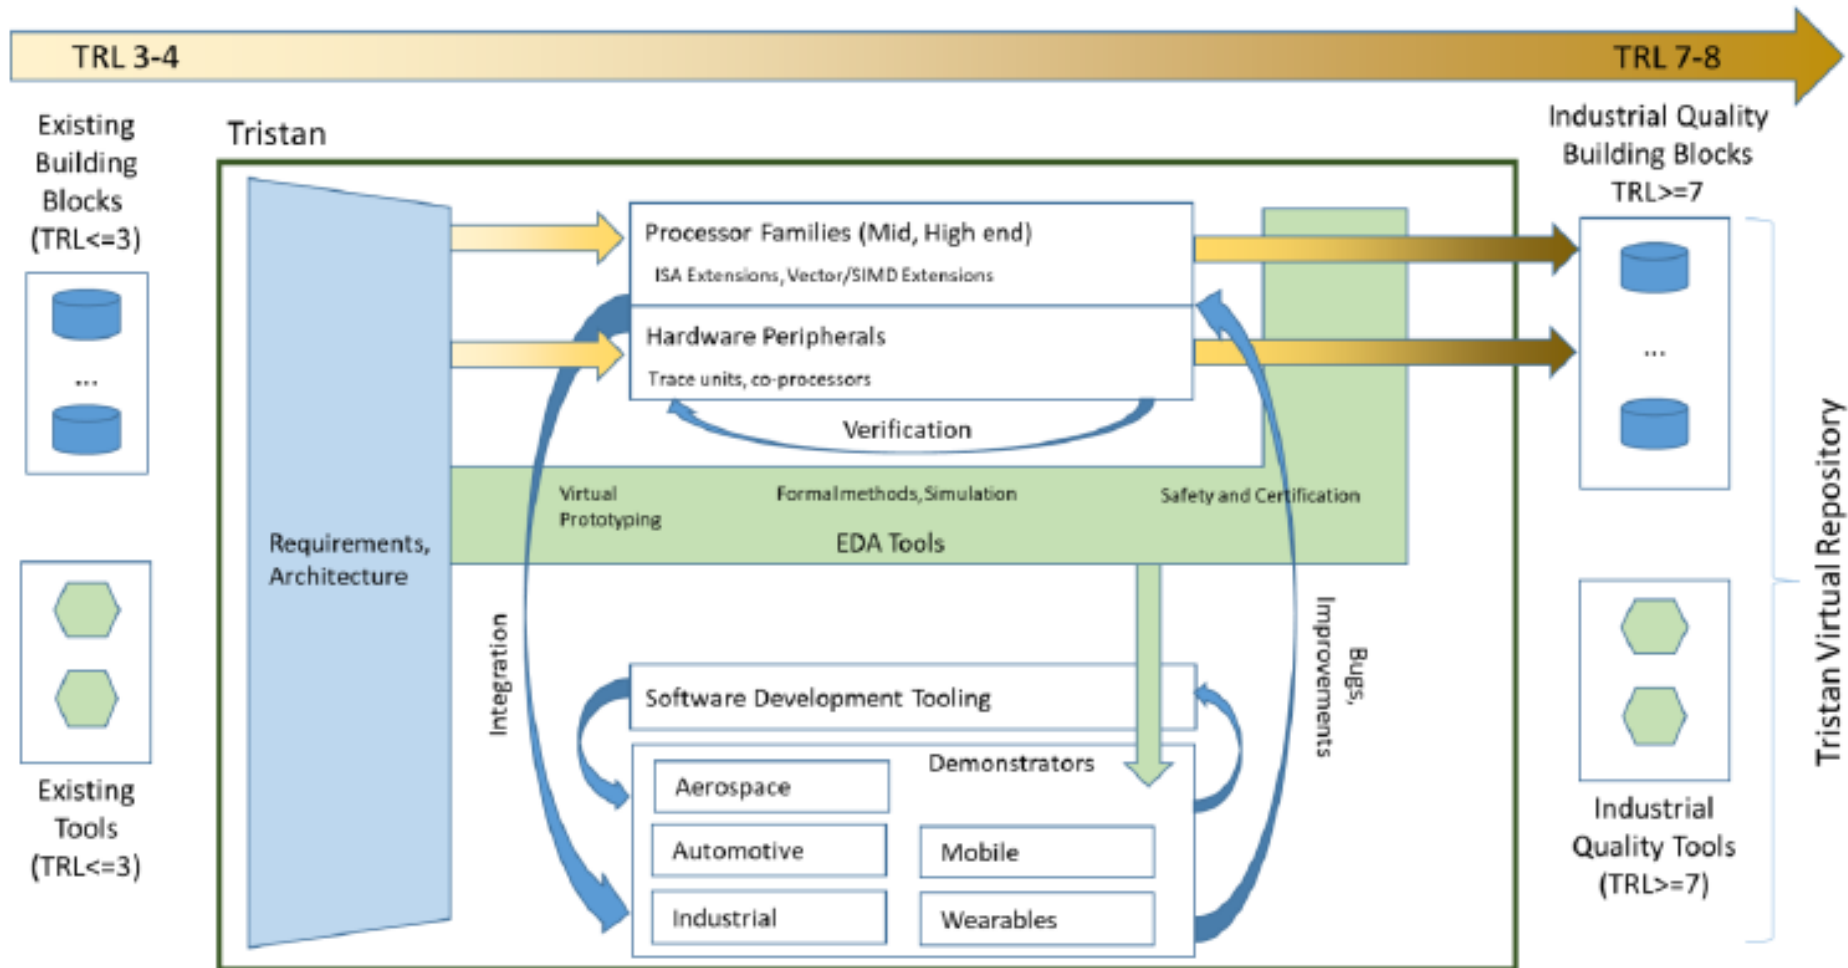 TRL 3-4
TRL 7-8
Existing
Building
Blocks
(TRL<=3)
...
Existing
Tools
(TRL<=3)
Tristan
Requirements,
Architecture
Processor Families (Mid, High end)
ISA Extensions, Vector/SIMD Extensions
Hardware Peripherals
Trace units, co-processors
Verification
Virtual
Prototyping
Formal methods, Simulation
Safety and Certification
EDA Tools
Integration
Bugs,
Improvements
Software Development Tooling
Demonstrators
Aerospace
Automotive
Mobile
Industrial
Wearables
Industrial Quality
Building Blocks
TRL>=7
...
Industrial
Quality Tools
(TRL>=7)
Tristan Virtual Repository